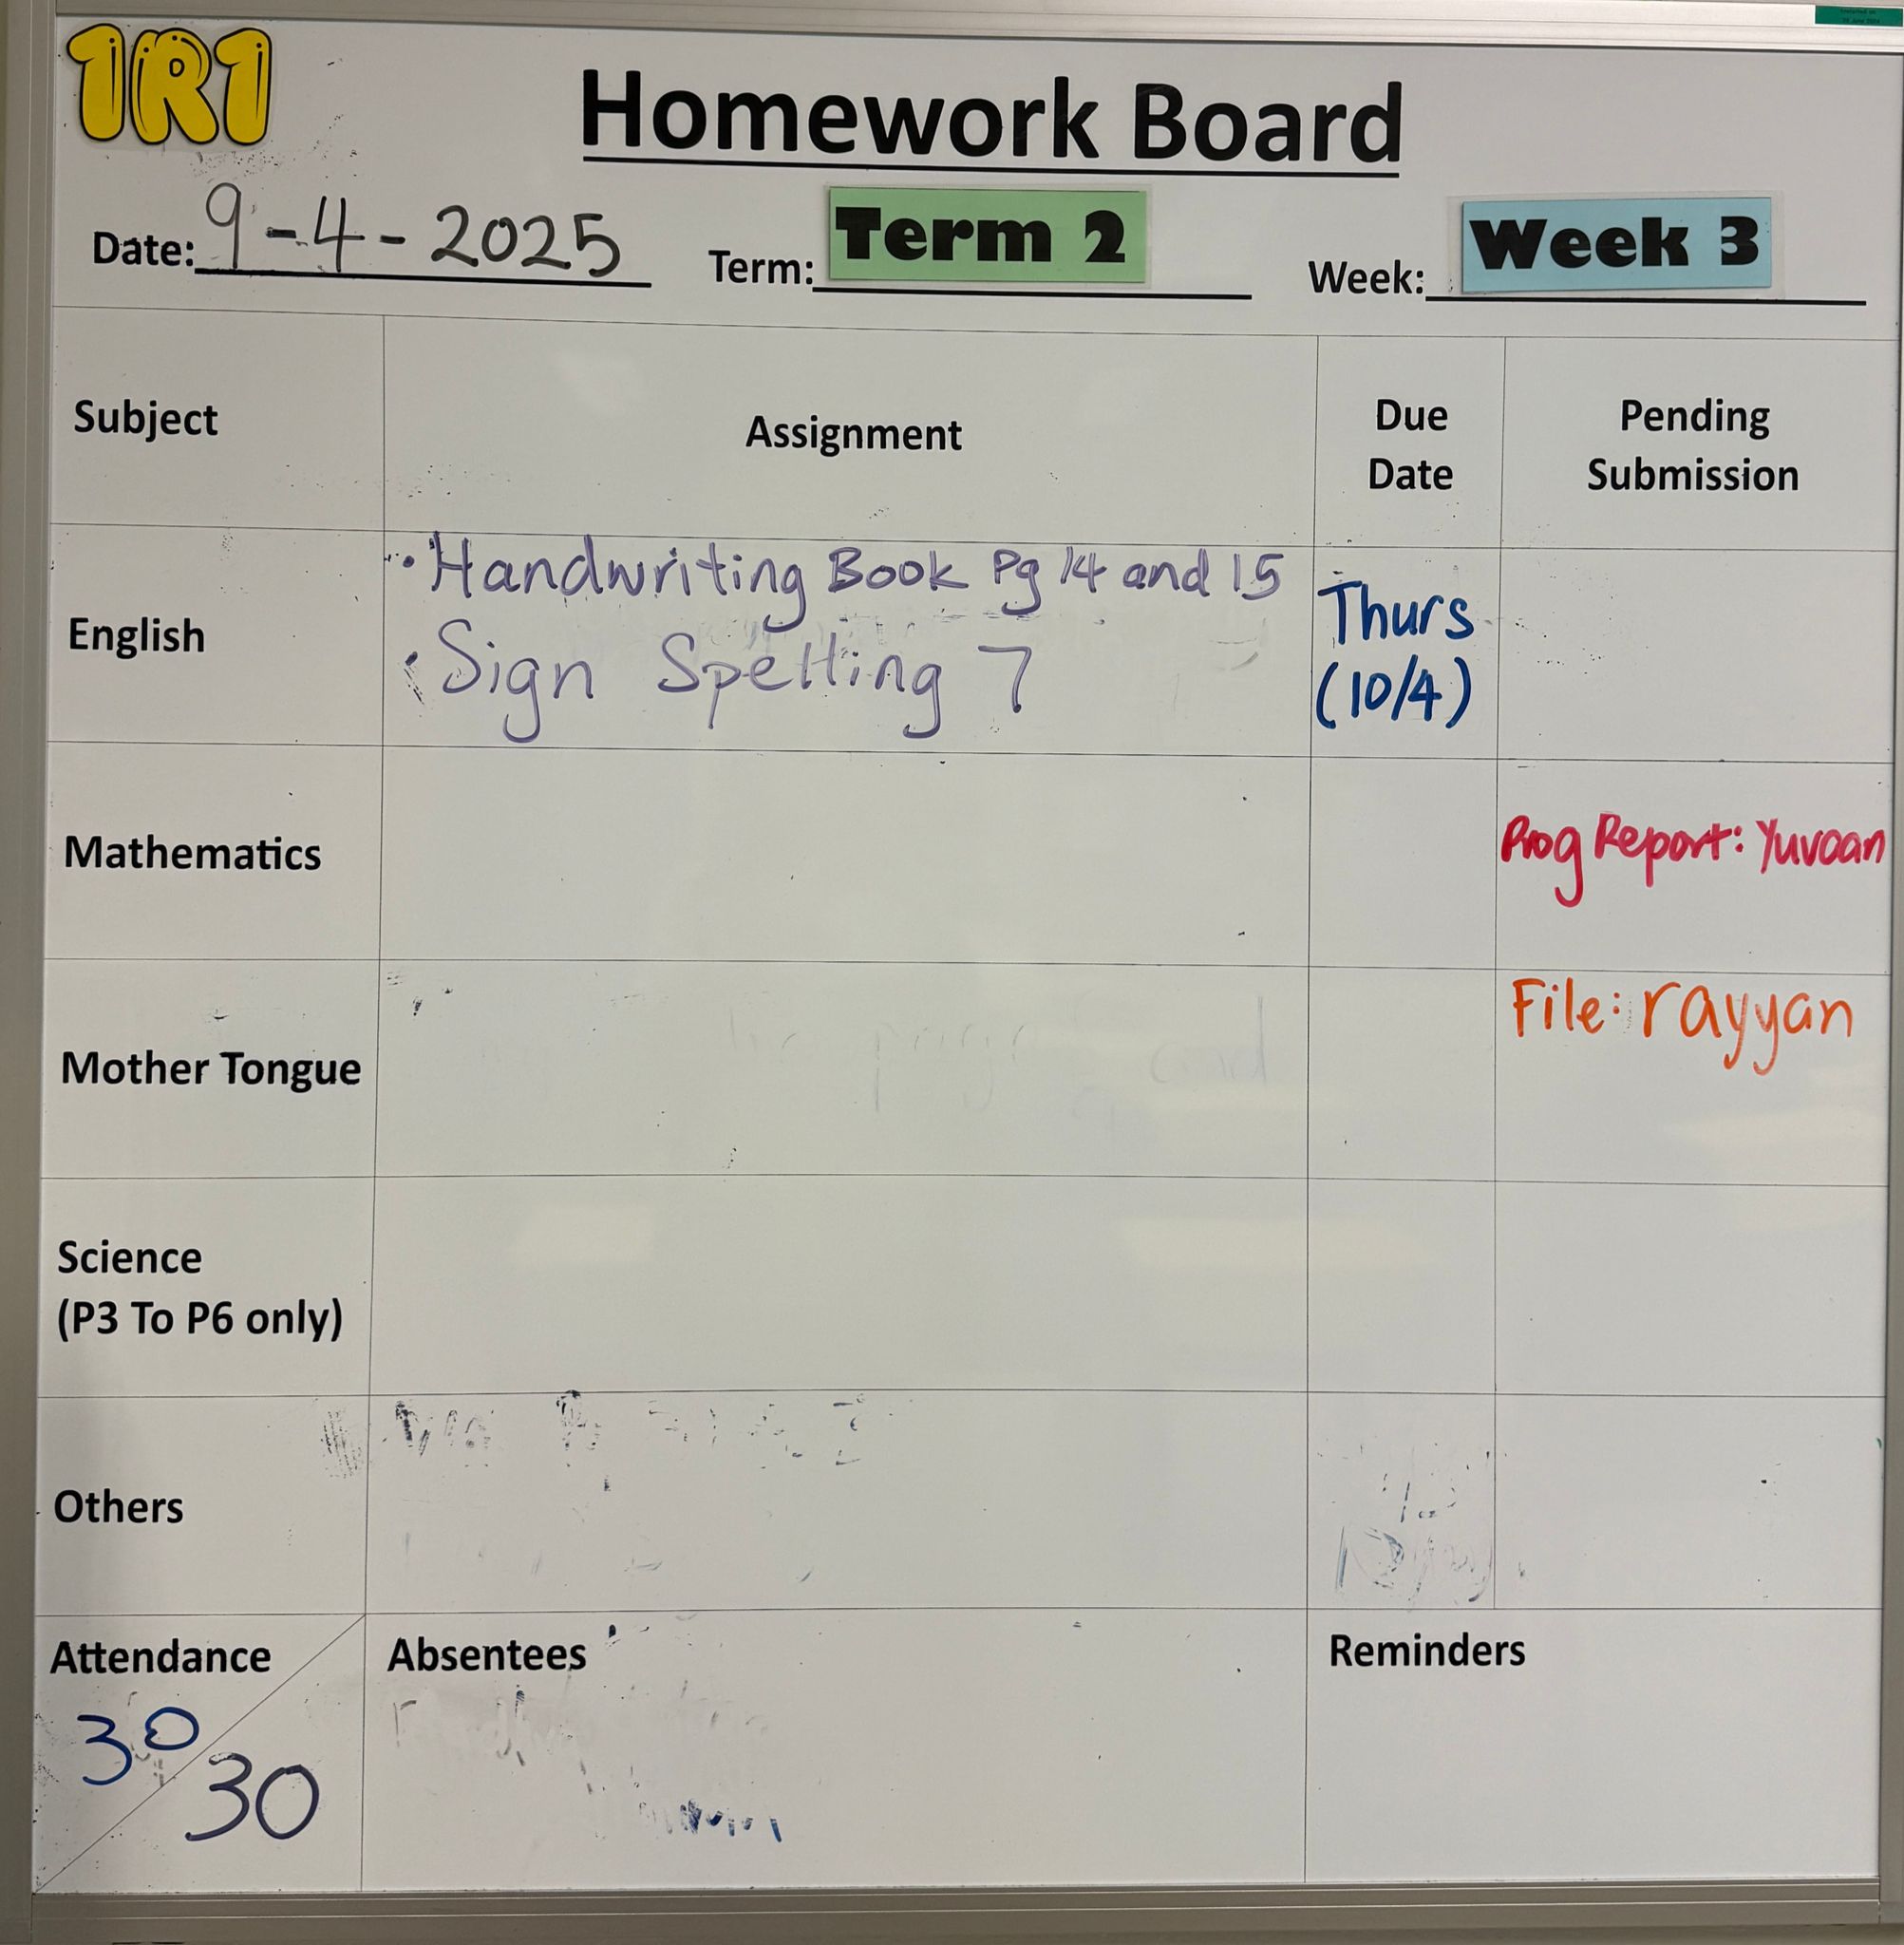 1R1
Homework Board
Date: 9-4-2025 Term: Term 2 Week: Week 3
Subject Assignment Due Date Pending Submission
English
· Handwriting Book Pg 14 and 15
· Sign Spelling 7
Thurs
(10/4)
Mathematics
Prog Report: Yuvaan
Mother Tongue
File: rayyan
Science
(P3 To P6 only)
Others
Attendance
30
30
Absentees
Reminders